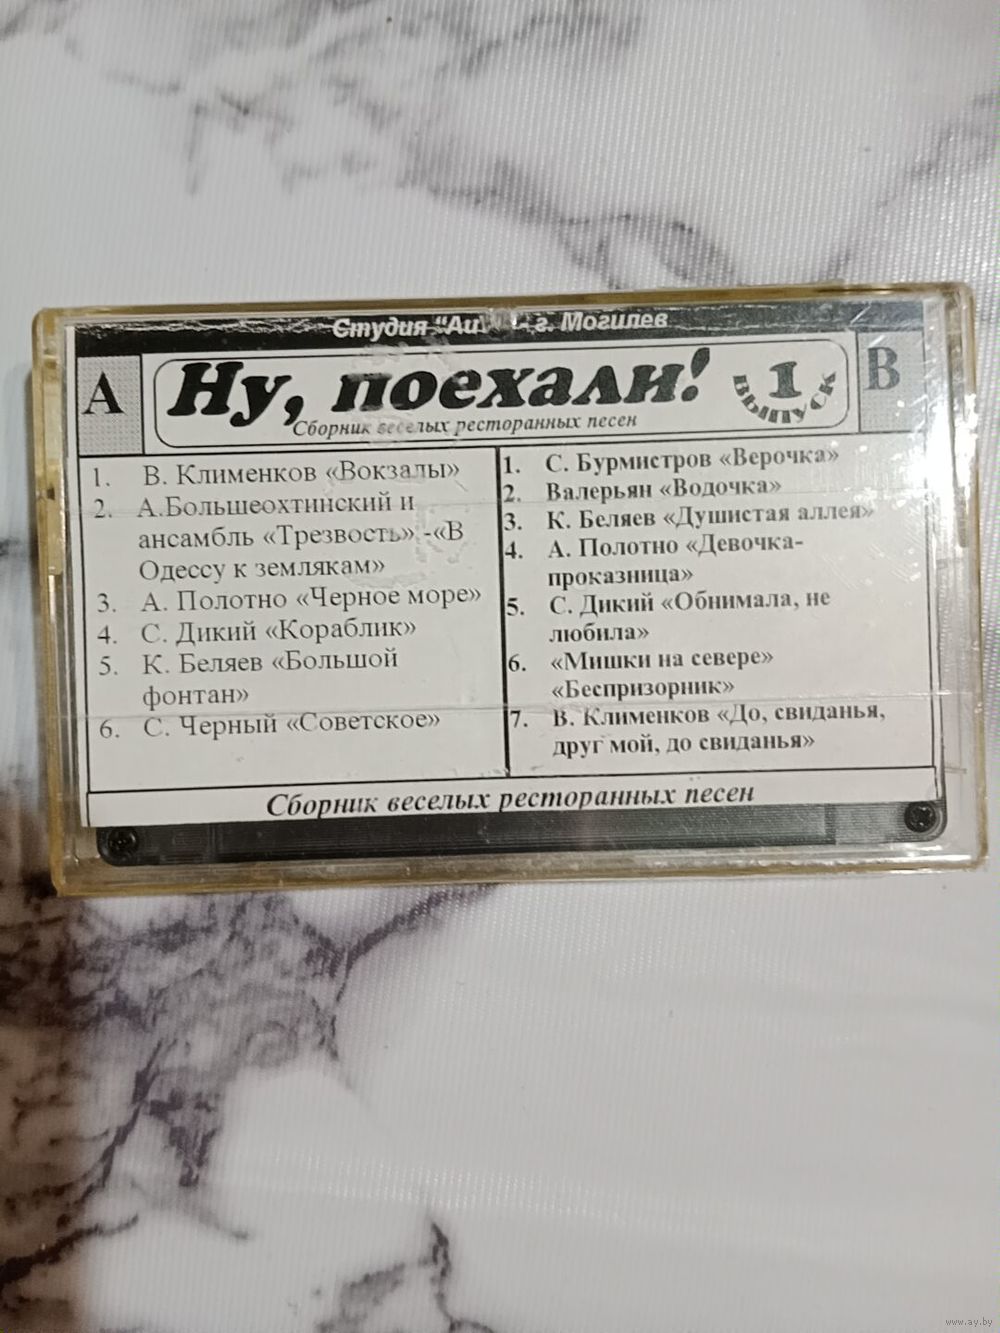 Студия г. Могилев
А
Ну, поехали!
1
ВЫПУСК
В
Сборник веселых ресторанных песен
1. В. Клименков «Вокзалы»
2. А.Большеохтинский и
ансамбль «Трезвость» -«В
Одессу к землякам»
3. А. Полотно «Черное море»
4. С. Дикий «Кораблик»
5. К. Беляев «Большой
фонтан»
6. С. Черный «Советское»
1. С. Бурмистров «Верочка»
2. Валерьян «Водочка»
3. К. Беляев «Душистая аллея»
4. А. Полотно «Девочка-
проказница»
5. С. Дикий «Обнимала, не
любила»
6. «Мишки на севере»
«Беспризорник»
7. В. Клименков «До, свиданья,
друг мой, до свиданья»
Сборник веселых ресторанных песен
www.ay.by